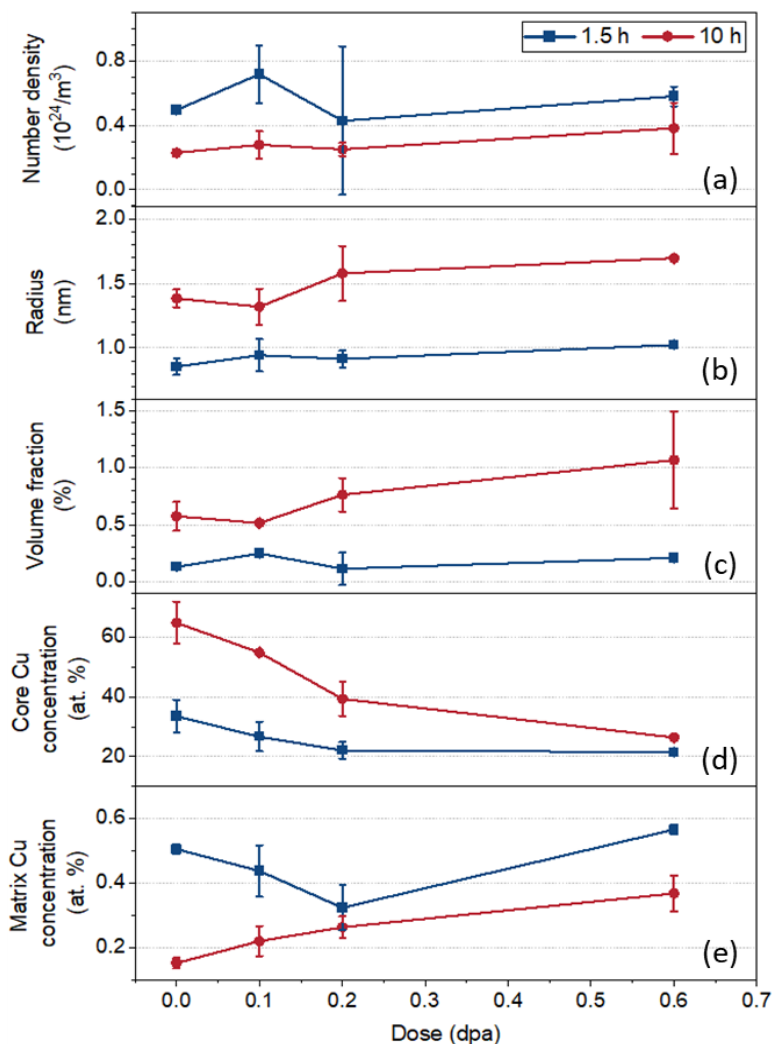 1.5 h 10 h
Number density
(10²⁴/m³)
0.8
0.4
0.0
(a)
Radius
(nm)
2.0
1.5
1.0
(b)
Volume fraction
(%)
1.5
1.0
0.5
0.0
(c)
Core Cu
concentration
(at. %)
60
40
20
(d)
Matrix Cu
concentration
(at. %)
0.6
0.4
0.2
(e)
0.0 0.1 0.2 0.3 0.4 0.5 0.6 0.7
Dose (dpa)